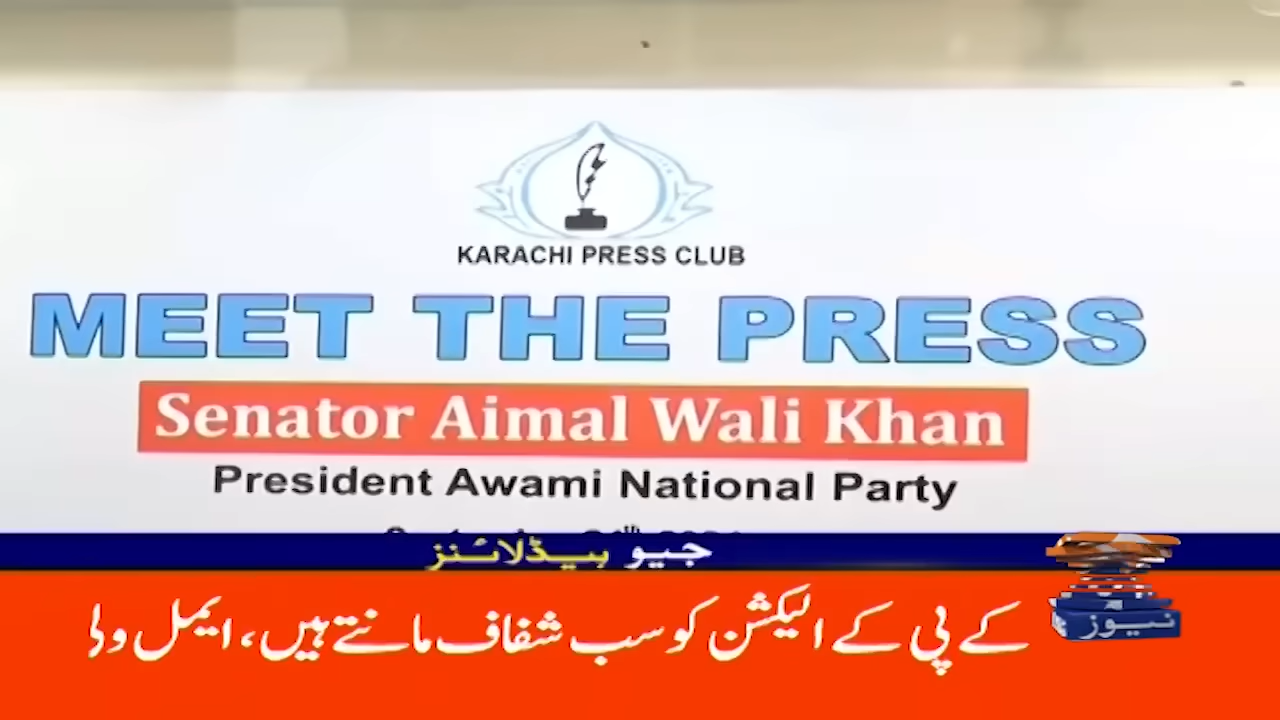 KARACHI PRESS CLUB
MEET THE PRESS
Senator Aimal Wali Khan
President Awami National Party
جیو ہیڈلائنز
کے پی کے الیکشن کو سب شفاف مانتے ہیں، ایمل ولی
نیوز